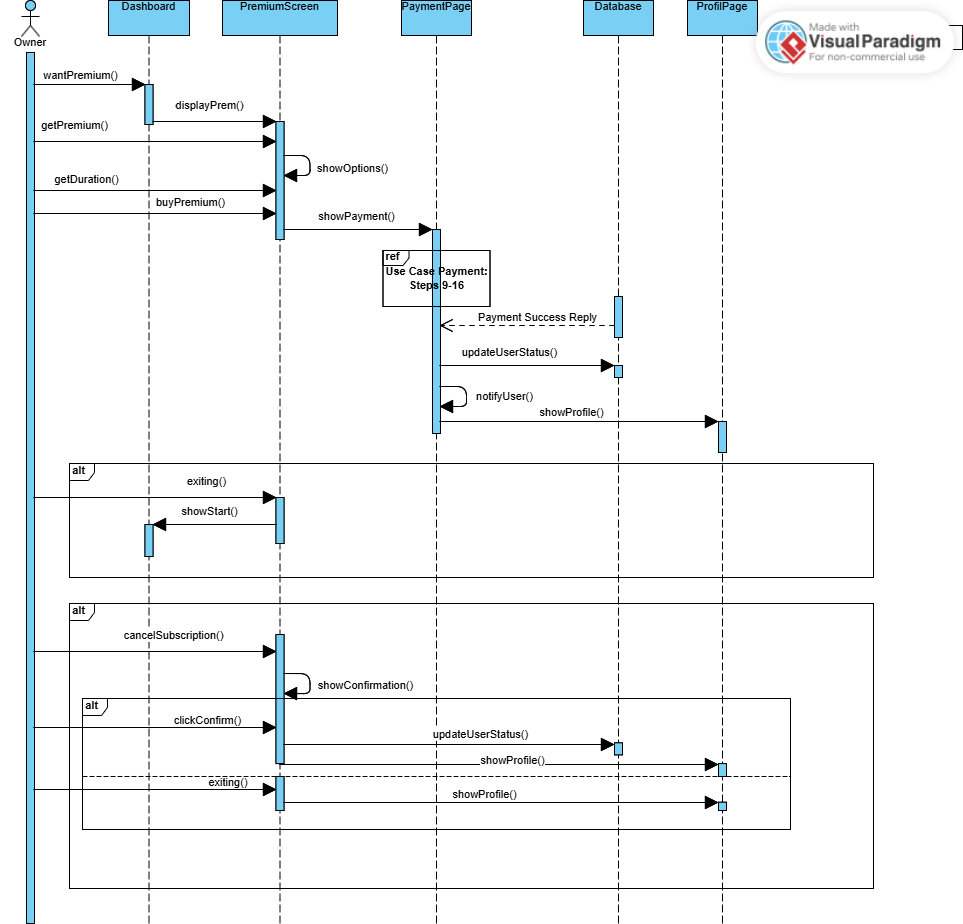 Dashboard
PremiumScreen
PaymentPage
Database
ProfilPage
Made with
VisualParadigm
For non-commercial use
Owner
wantPremium()
displayPrem()
getPremium()
showOptions()
getDuration()
buyPremium()
showPayment()
ref
Use Case Payment:
Steps 9-16
Payment Success Reply
updateUserStatus()
notifyUser()
showProfile()
alt
exiting()
showStart()
alt
cancelSubscription()
showConfirmation()
alt
clickConfirm()
updateUserStatus()
showProfile()
exiting()
showProfile()